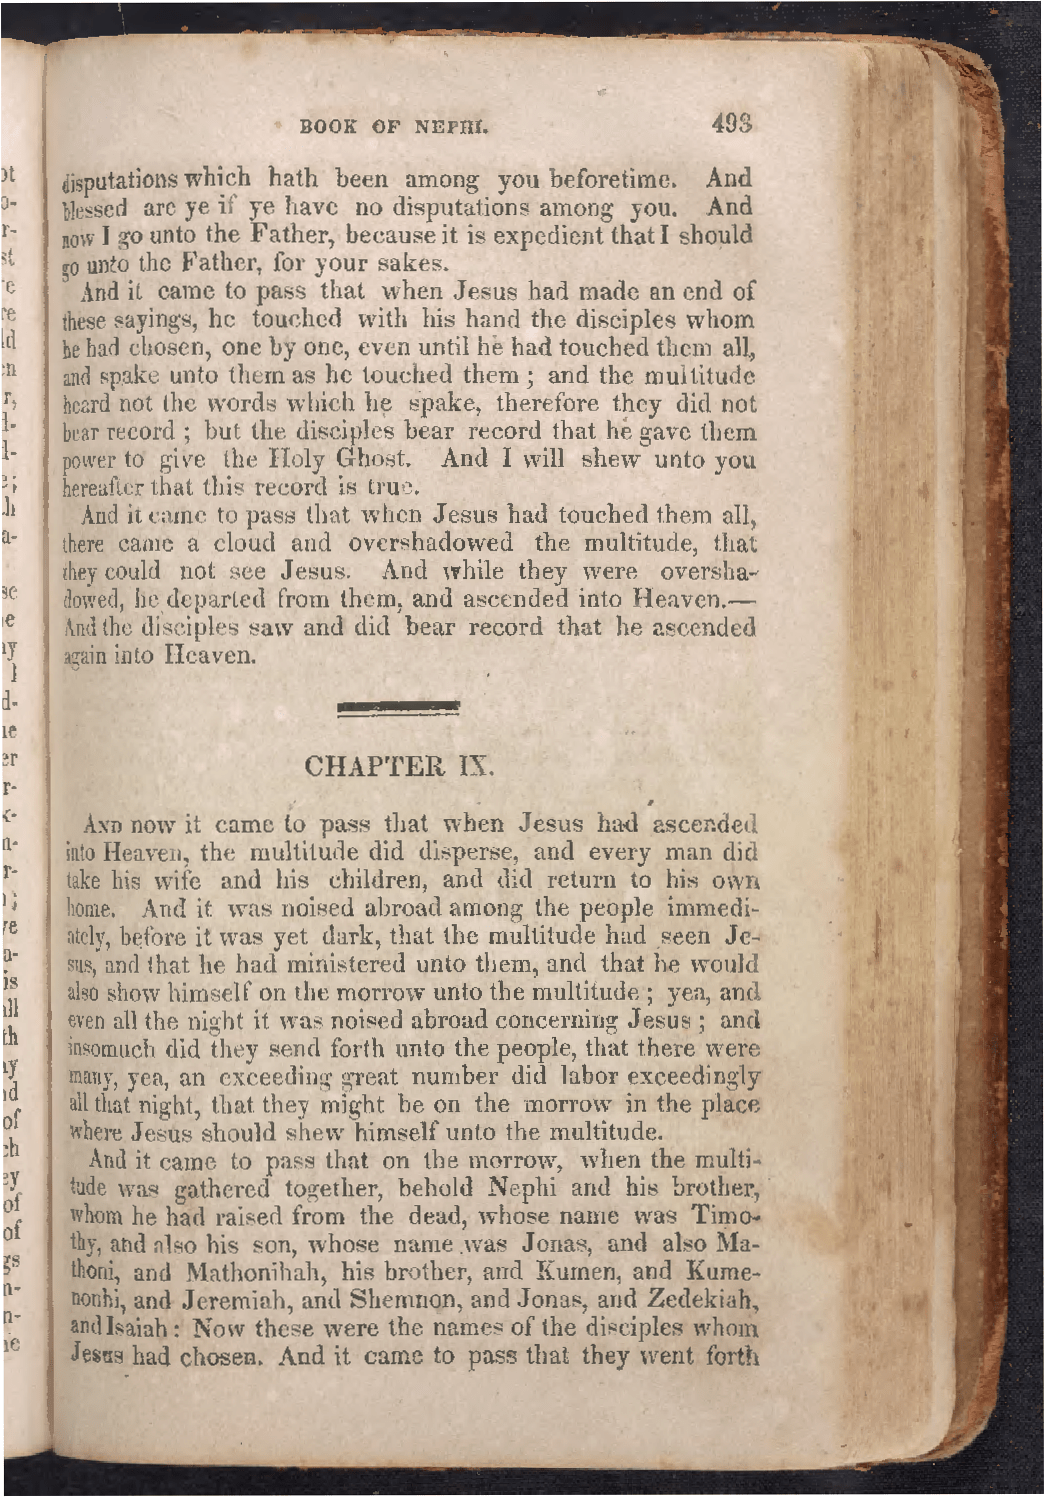 BOOK OF NEPHI. 493
disputations which hath been among you beforetime. And
blessed are ye if ye have no disputations among you. And
now I go unto the Father, because it is expedient that I should
go unto the Father, for your sakes.
And it came to pass that when Jesus had made an end of
these sayings, he touched with his hand the disciples whom
he had chosen, one by one, even until he had touched them all,
and spake unto them as he touched them ; and the multitude
heard not the words which he spake, therefore they did not
bear record ; but the disciples bear record that he gave them
power to give the Holy Ghost. And I will shew unto you
hereafter that this record is true.
And it came to pass that when Jesus had touched them all,
there came a cloud and overshadowed the multitude, that
they could not see Jesus. And while they were oversha-
dowed, he departed from them, and ascended into Heaven.—
And the disciples saw and did bear record that he ascended
again into Heaven.
CHAPTER IX.
AND now it came to pass that when Jesus had ascended
into Heaven, the multitude did disperse, and every man did
take his wife and his children, and did return to his own
home. And it was noised abroad among the people immedi-
ately, before it was yet dark, that the multitude had seen Je-
sus, and that he had ministered unto them, and that he would
also show himself on the morrow unto the multitude ; yea, and
even all the night it was noised abroad concerning Jesus ; and
insomuch did they send forth unto the people, that there were
many, yea, an exceeding great number did labor exceedingly
all that night, that they might be on the morrow in the place
where Jesus should shew himself unto the multitude.
And it came to pass that on the morrow, when the multi-
tude was gathered together, behold Nephi and his brother,
whom he had raised from the dead, whose name was Timo-
thy, and also his son, whose name was Jonas, and also Ma-
thoni, and Mathonihah, his brother, and Kumen, and Kume-
nonhi, and Jeremiah, and Shemnon, and Jonas, and Zedekiah,
and Isaiah : Now these were the names of the disciples whom
Jesus had chosen. And it came to pass that they went forth